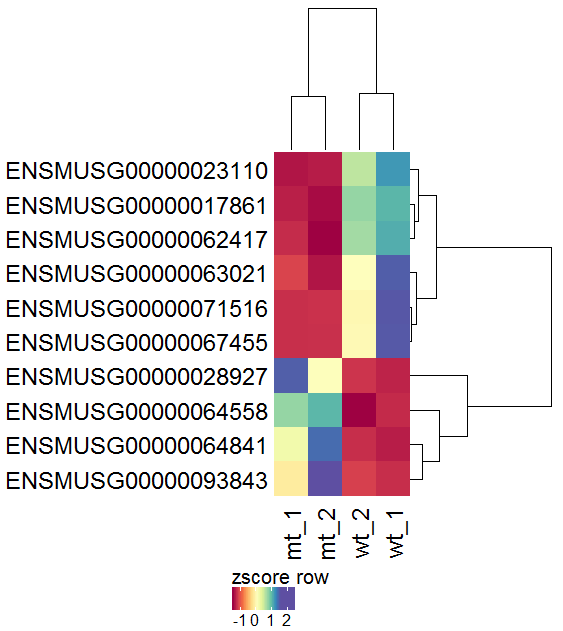 ENSMUSG00000023110
ENSMUSG00000017861
ENSMUSG00000062417
ENSMUSG00000063021
ENSMUSG00000071516
ENSMUSG00000067455
ENSMUSG00000028927
ENSMUSG00000064558
ENSMUSG00000064841
ENSMUSG00000093843
mt_1 mt_2 wt_2 wt_1
zscore row
-1 0 1 2